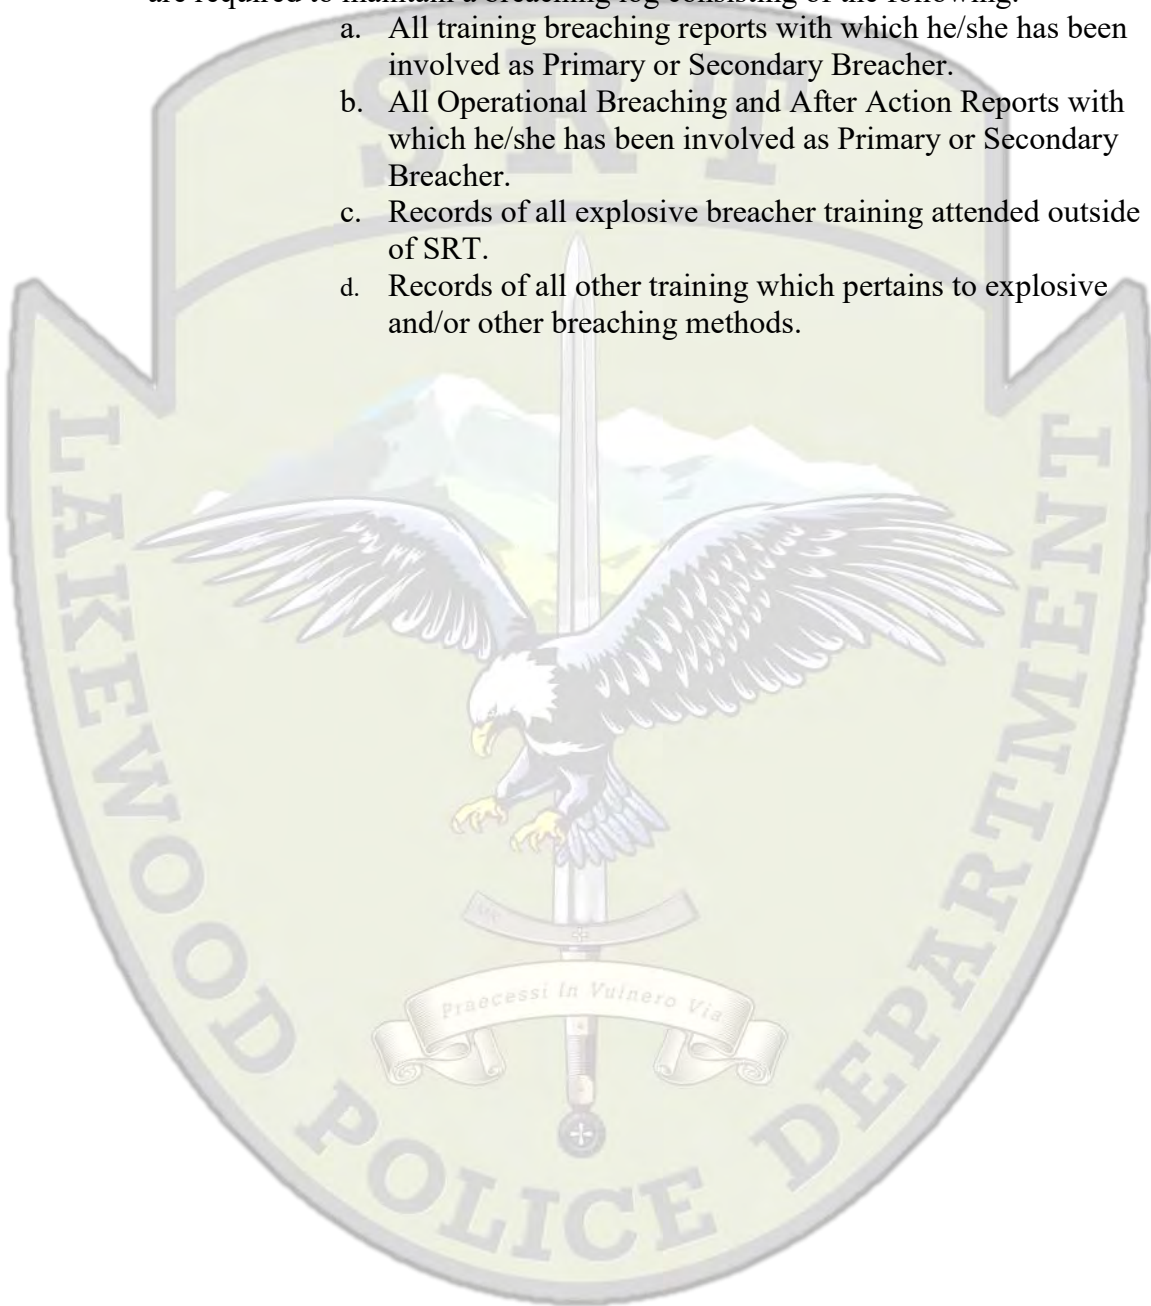 are required to maintain a breaching log consisting of the following:
a. All training breaching reports with which he/she has been
involved as Primary or Secondary Breacher.
b. All Operational Breaching and After Action Reports with
which he/she has been involved as Primary or Secondary
Breacher.
c. Records of all explosive breacher training attended outside
of SRT.
d. Records of all other training which pertains to explosive
and/or other breaching methods.
SRT
LAKEWOOD POLICE DEPARTMENT
Praecessi In Vulnero Via